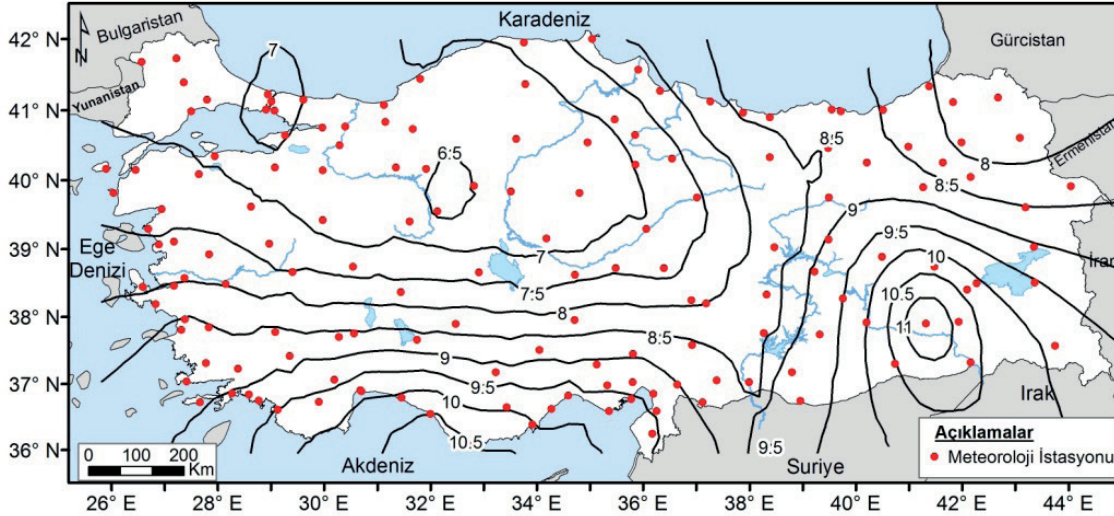 Karadeniz
Bulgaristan
Gürcistan
Yunanistan
Ermenistan
Ege
Denizi
İran
Irak
Suriye
Akdeniz
N
42° N
41° N
40° N
39° N
38° N
37° N
36° N
7
6:5
7
7:5
8
8:5
9
9:5
10
10.5
8:5
8
8:5
9
9:5
10
10.5
11
9:5
0 100 200
Km
Açıklamalar
Meteoroloji İstasyonu
26° E
28° E
30° E
32° E
34° E
36° E
38° E
40° E
42° E
44° E